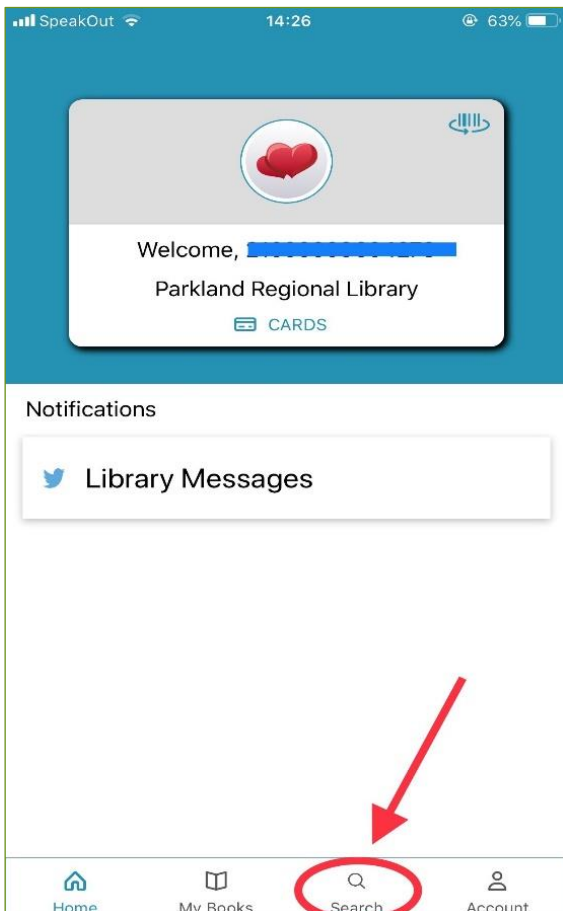 SpeakOut 14:26 63%
Welcome,
Parkland Regional Library
CARDS
Notifications
Library Messages
Home My Books Search Account